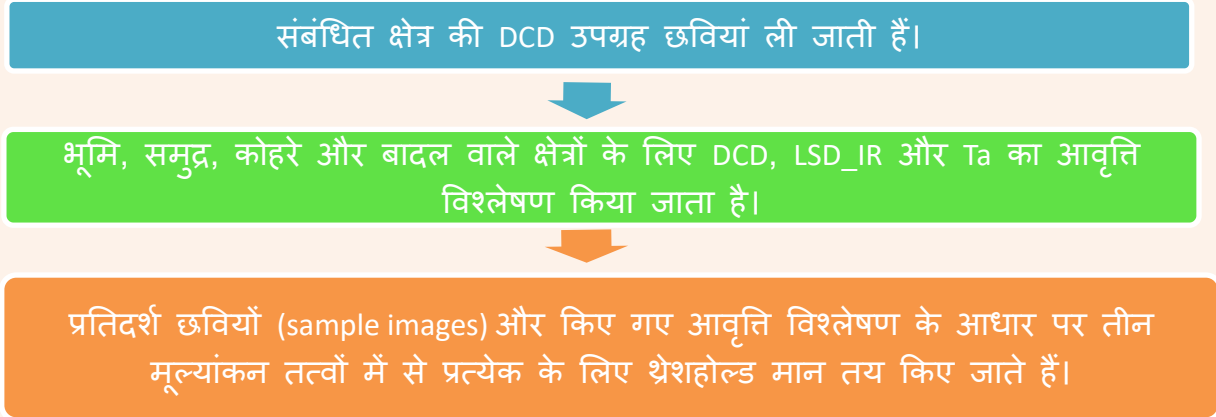 संबंधित क्षेत्र की DCD उपग्रह छवियां ली जाती हैं।
भूमि, समुद्र, कोहरे और बादल वाले क्षेत्रों के लिए DCD, LSD_IR और Ta का आवृत्ति
विश्लेषण किया जाता है।
प्रतिदर्श छवियों (sample images) और किए गए आवृत्ति विश्लेषण के आधार पर तीन
मूल्यांकन तत्वों में से प्रत्येक के लिए थ्रेशहोल्ड मान तय किए जाते हैं।